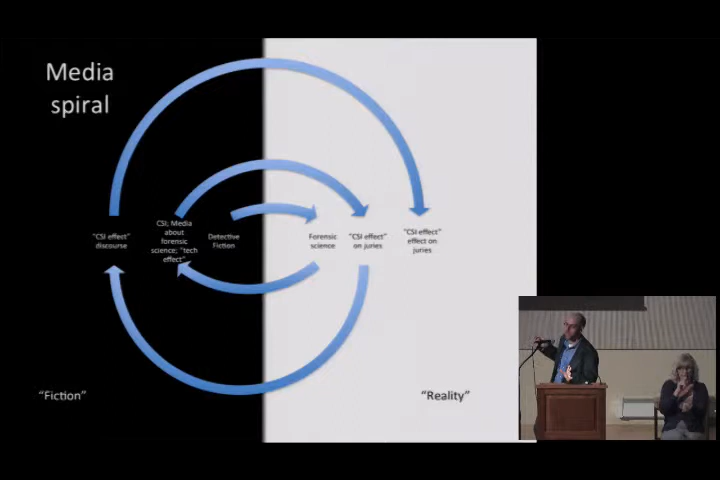 Media
spiral
"CSI effect"
discourse
CSI; Media
about
forensic
science; "tech
effect"
Detective
Fiction
Forensic
science
"CSI effect"
on juries
"CSI effect"
effect on
juries
"Fiction"
"Reality"